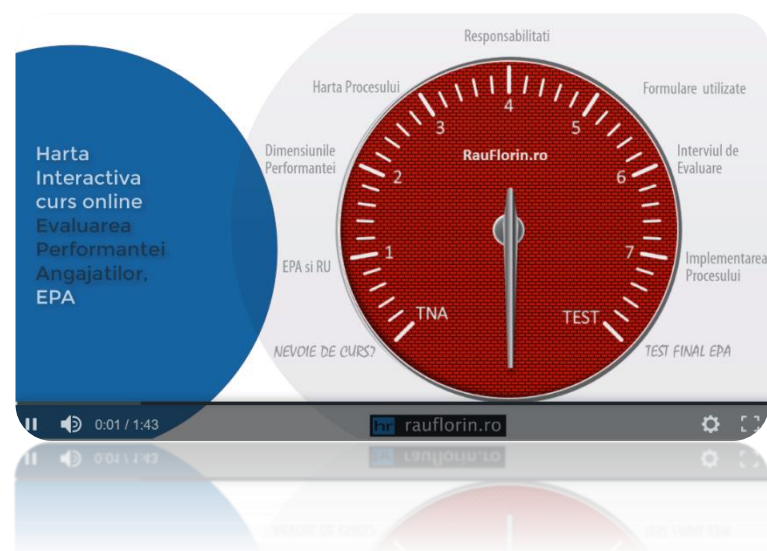 Harta
Interactiva
curs online
Evaluarea
Performantei
Angajatilor,
EPA
Responsabilitati
Harta Procesului
Formulare utilizate
Dimensiunile
Performantei
Interviul de
Evaluare
EPA si RU
Implementarea
Procesului
NEVOIE DE CURS?
TEST FINAL EPA
4
3
5
RauFlorin.ro
2
6
1
7
TNA
TEST
0:01 / 1:43
hr rauflorin.ro